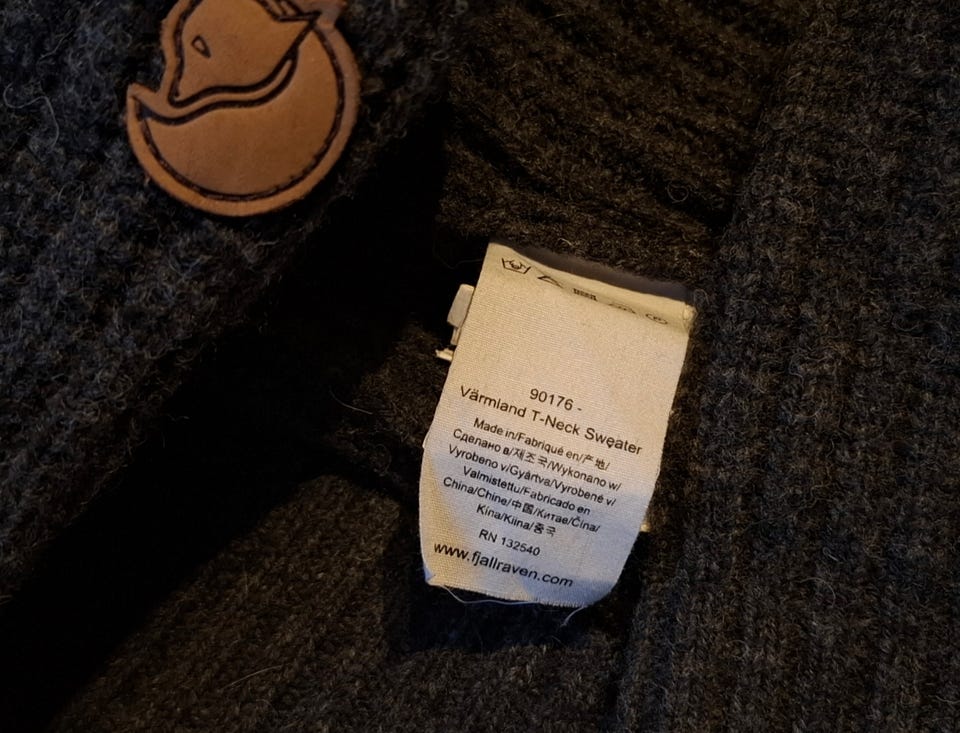 90176 -
Värmland T-Neck Sweater
Made in/Fabriqué en/产地/
Сделано в/제조국/Wykonano w/
Vyrobeno v/Gyártva/Vyrobené v/
Valmistettu/Fabricado en
China/Chine/中国/Китае/Čína/
Kína/Kiina/중국
RN 132540
www.fjallraven.com